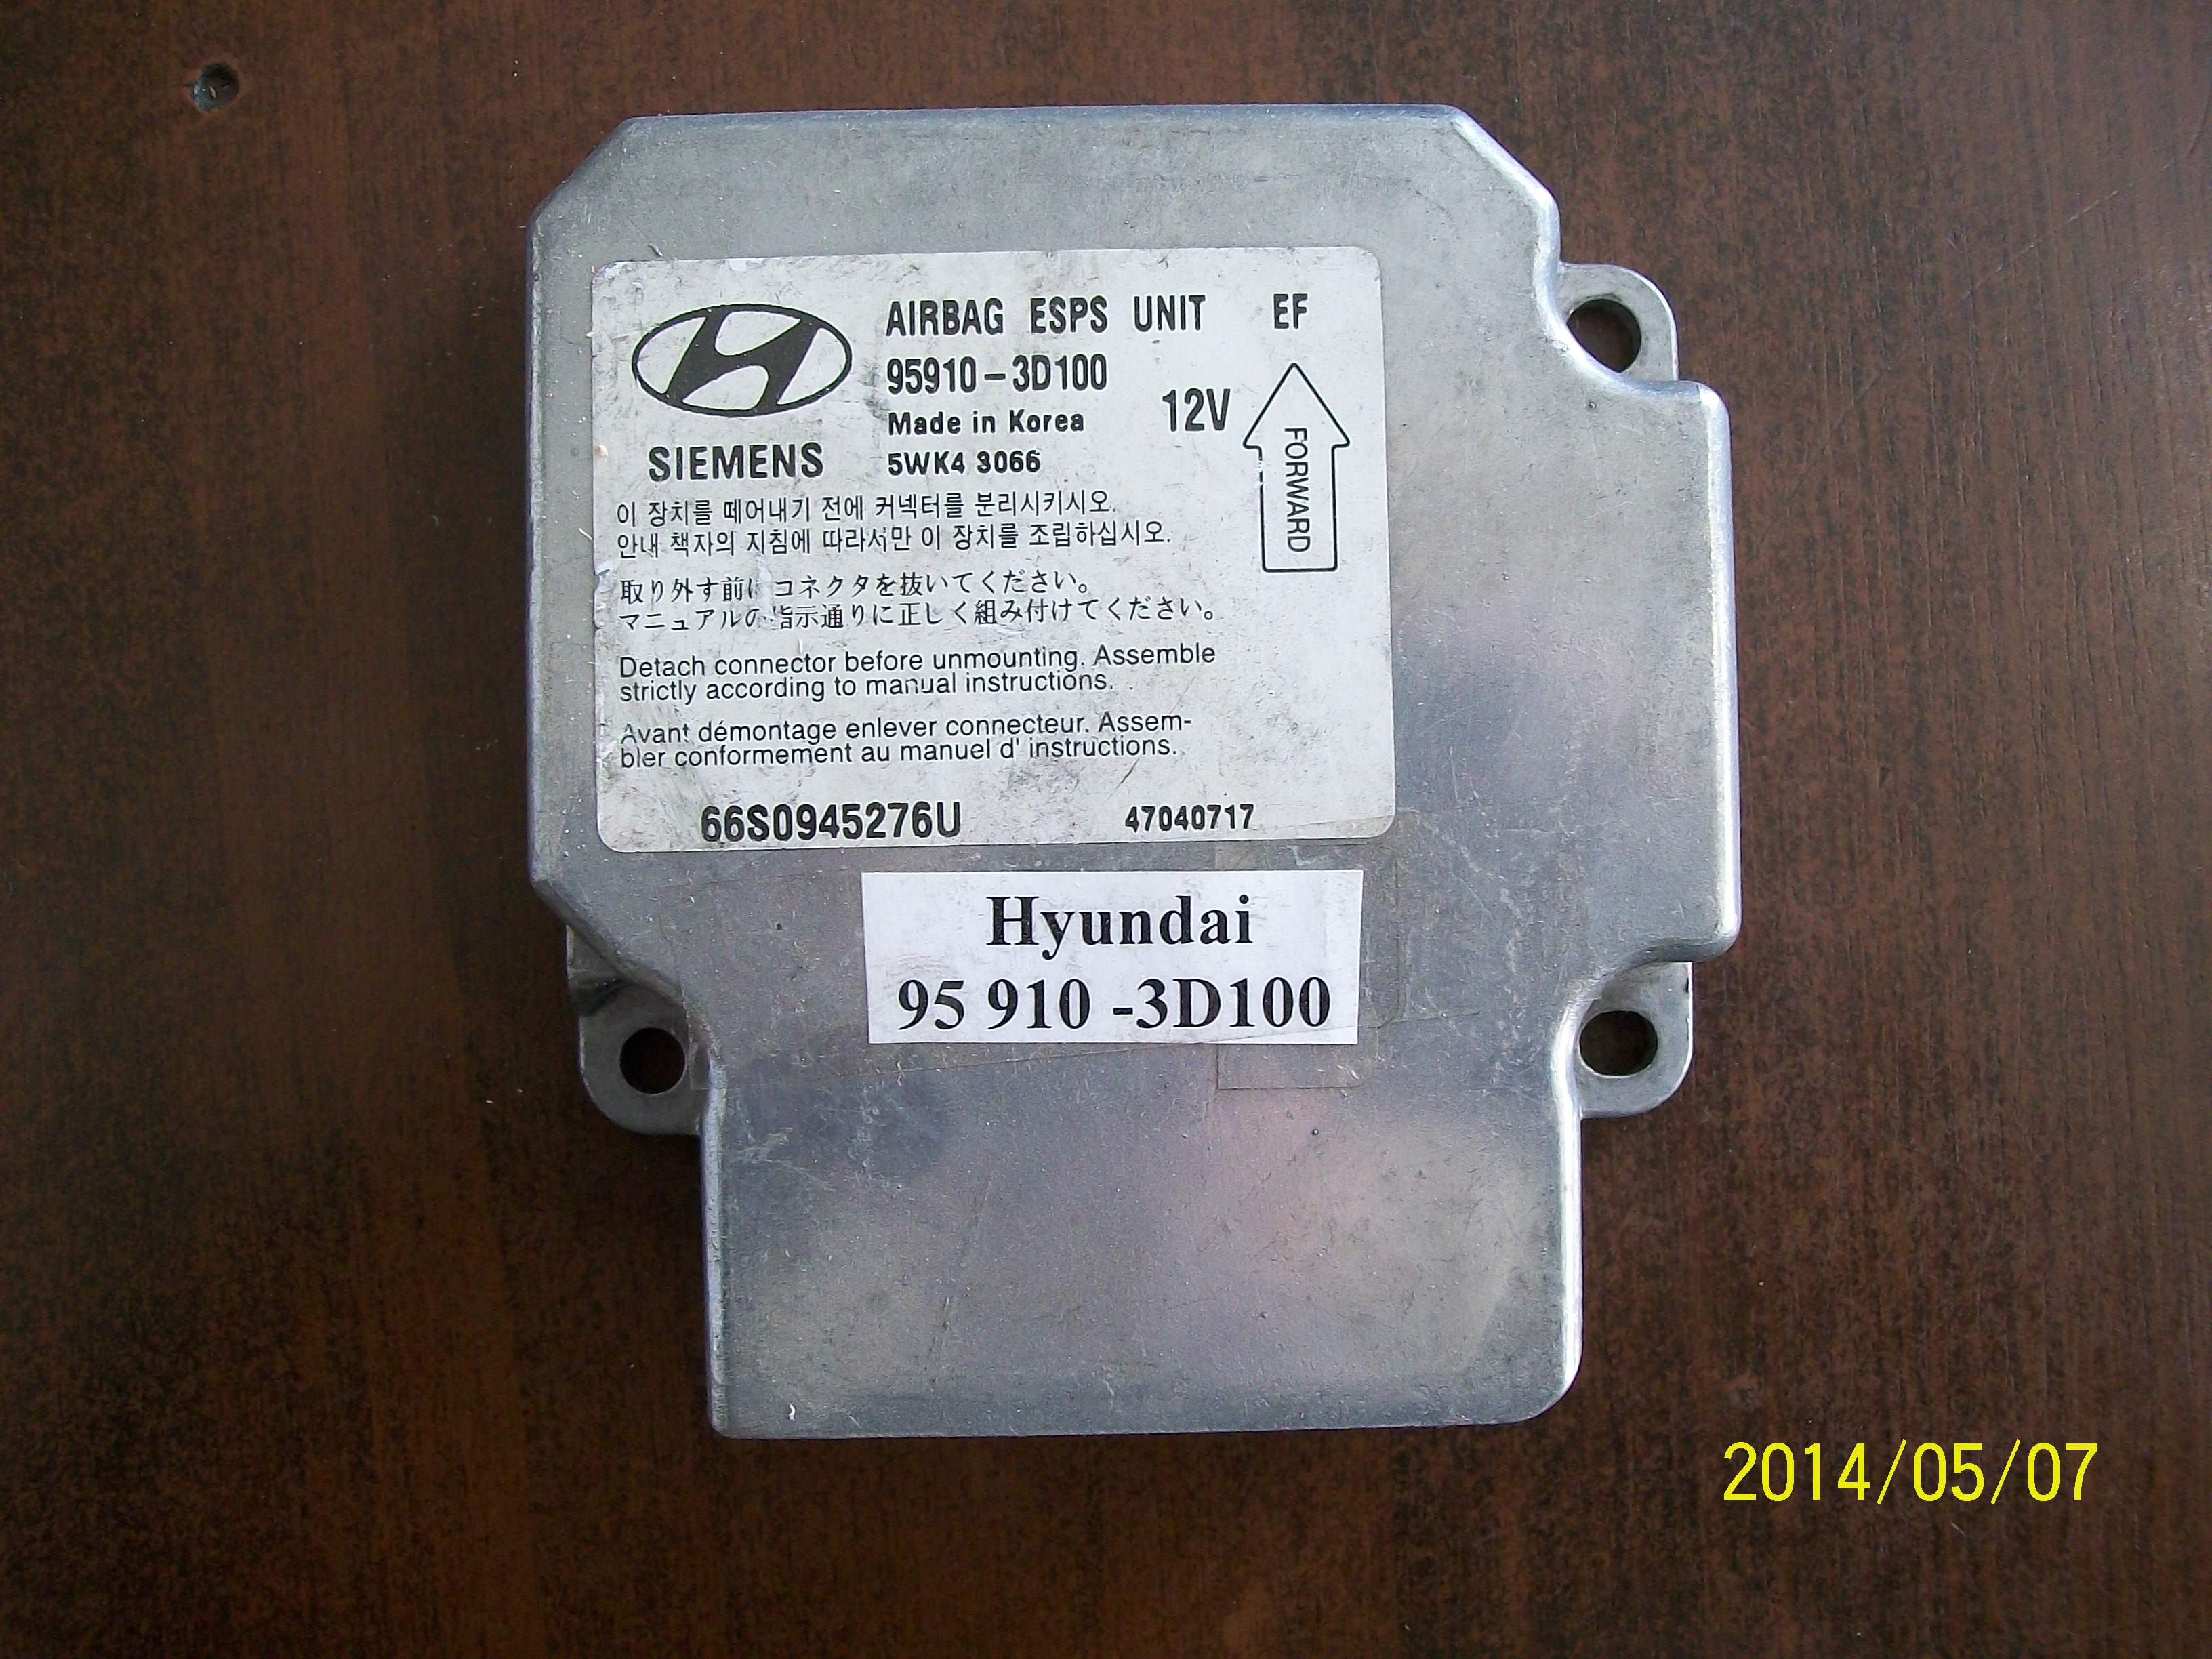 AIRBAG ESPS UNIT EF
95910-3D100
Made in Korea
12V
SIEMENS
5WK4 3066
FORWARD
이 장치를 떼어내기 전에 커넥터를 분리시키시오.
안내 책자의 지침에 따라서만 이 장치를 조립하십시오.
取り外す前に コネクタを抜いてください。
マニュアルの指示通りに正しく組み付けてください。
Detach connector before unmounting. Assemble
strictly according to manual instructions.
Avant démontage enlever connecteur. Assem-
bler conformement au manuel d' instructions.
66S0945276U 47040717
Hyundai
95 910 -3D100
2014/05/07